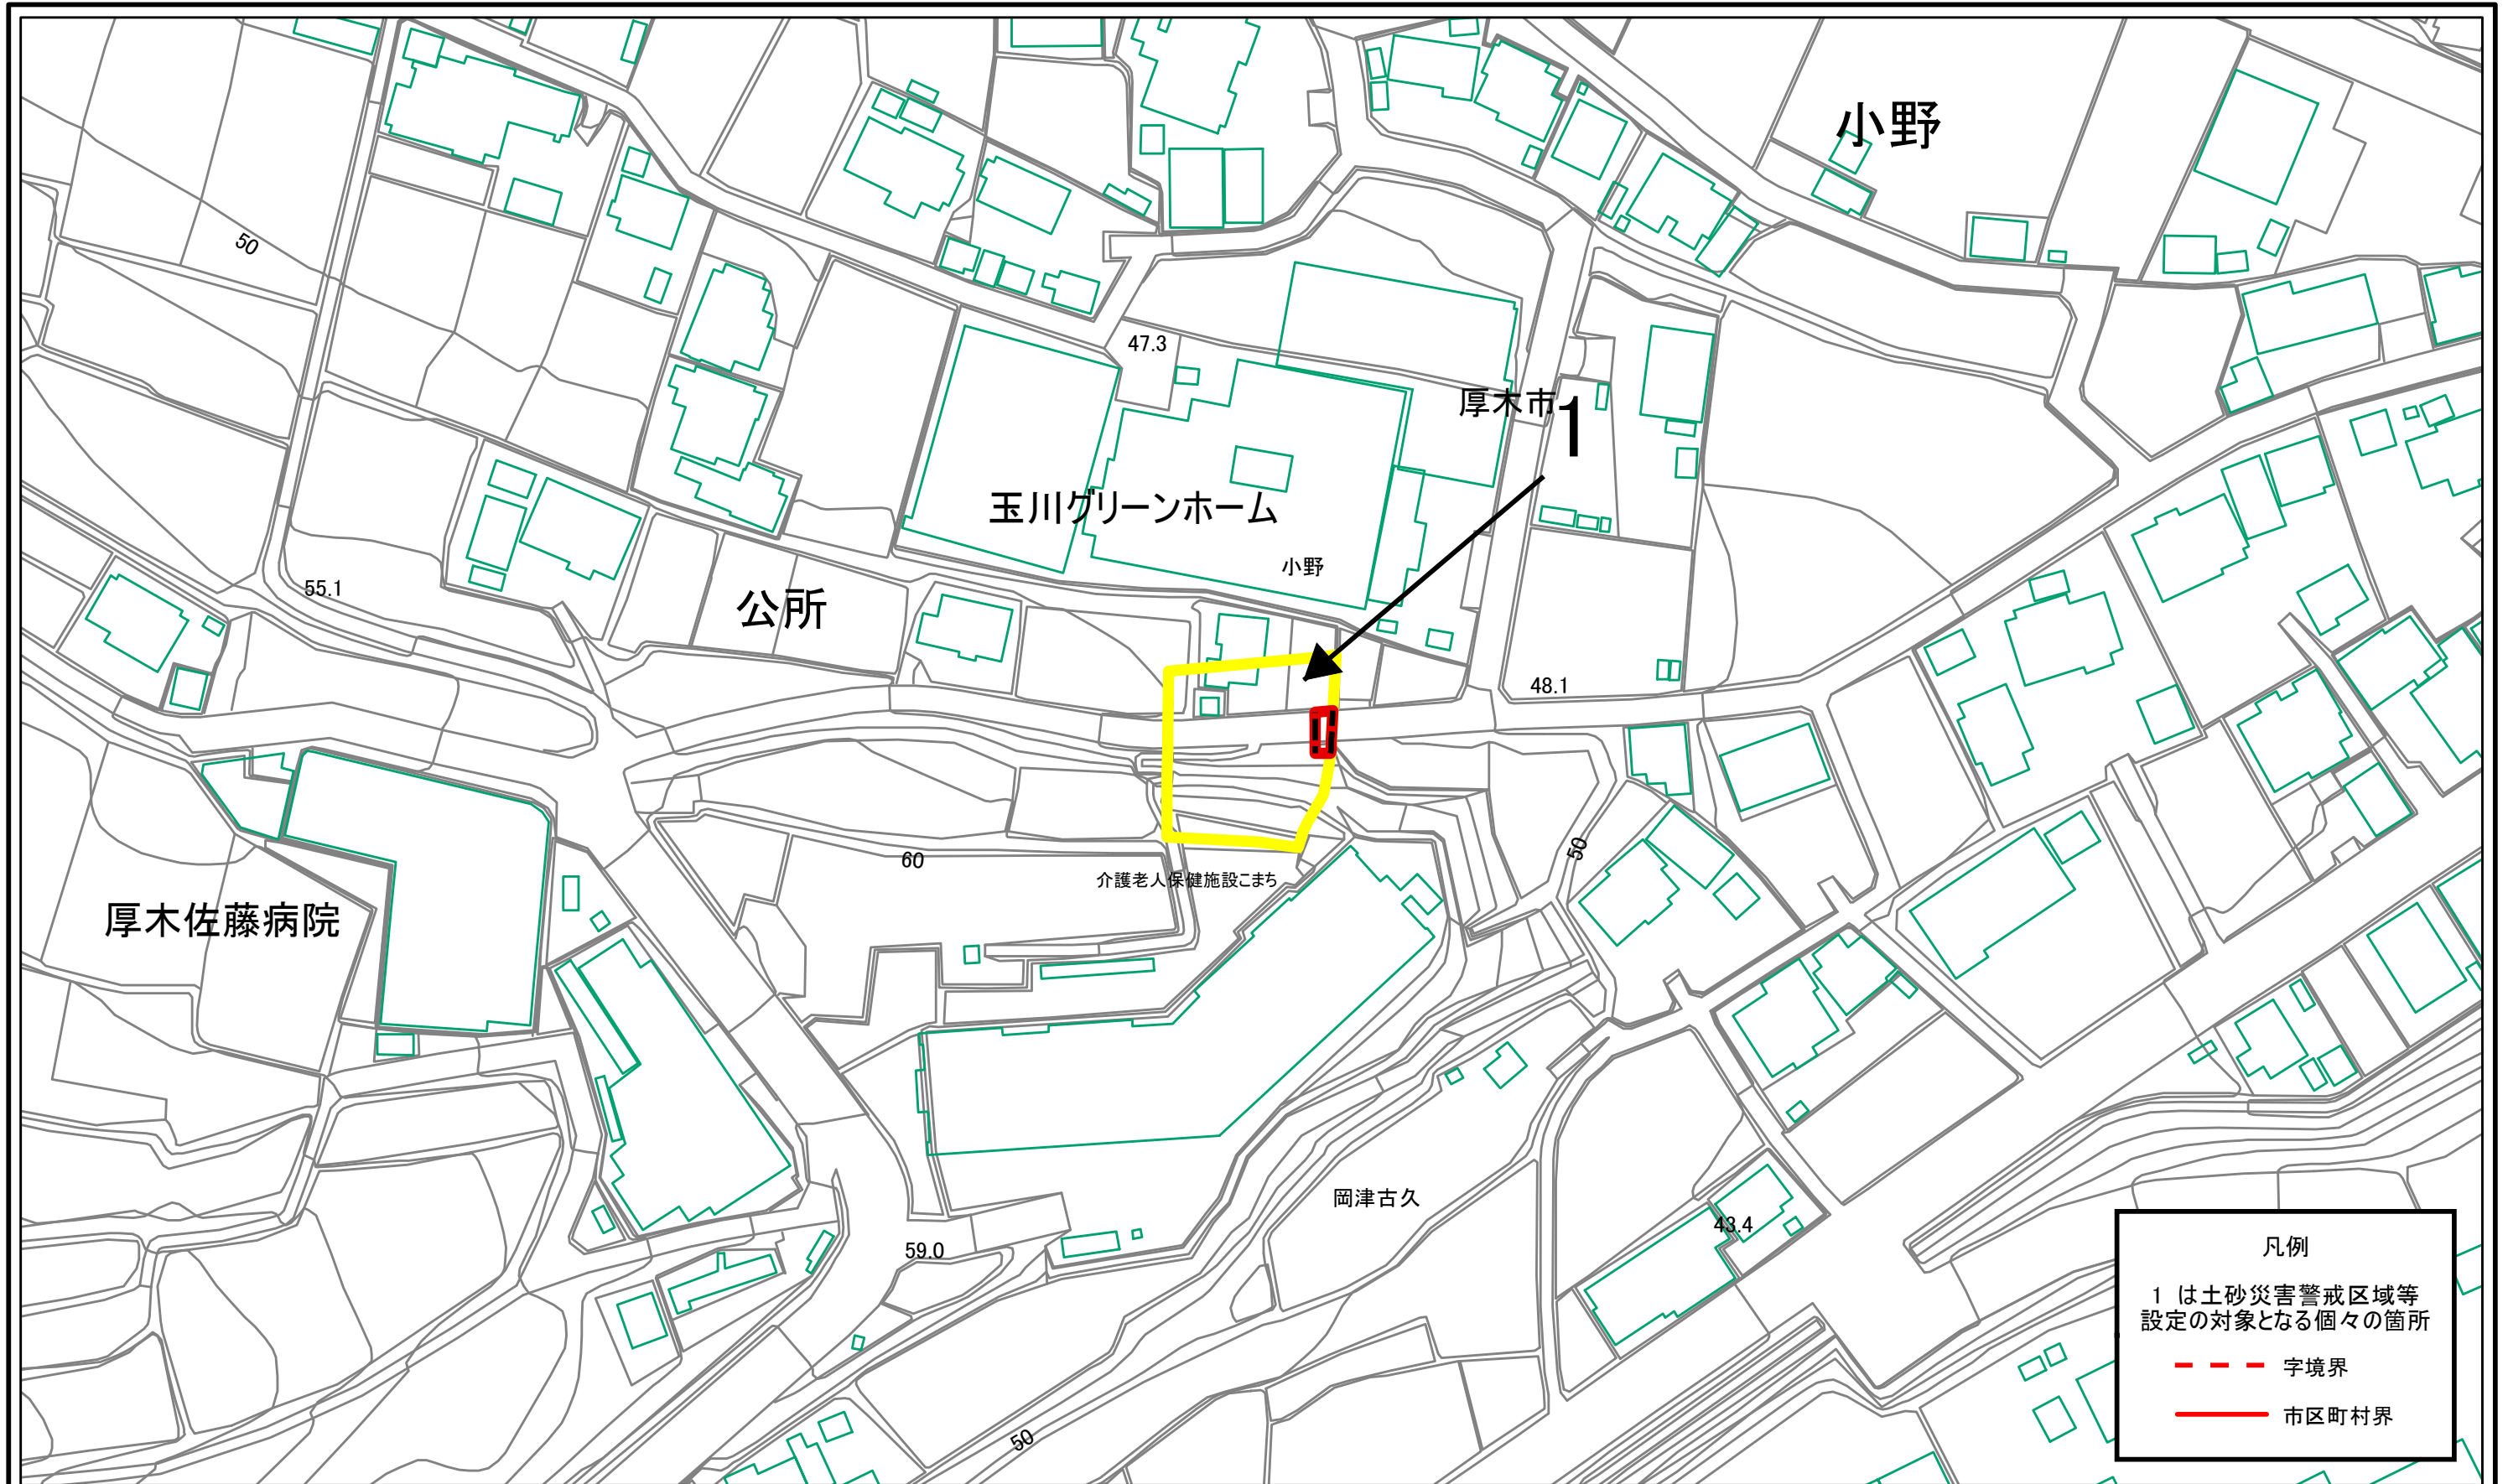 小野
50
47.3
厚木市
1
玉川グリーンホーム
小野
55.1
公所
48.1
50
60
介護老人保健施設こまち
厚木佐藤病院
岡津古久
43.4
59.0
50
凡例
1 は土砂災害警戒区域等
設定の対象となる個々の箇所
字境界
市区町村界